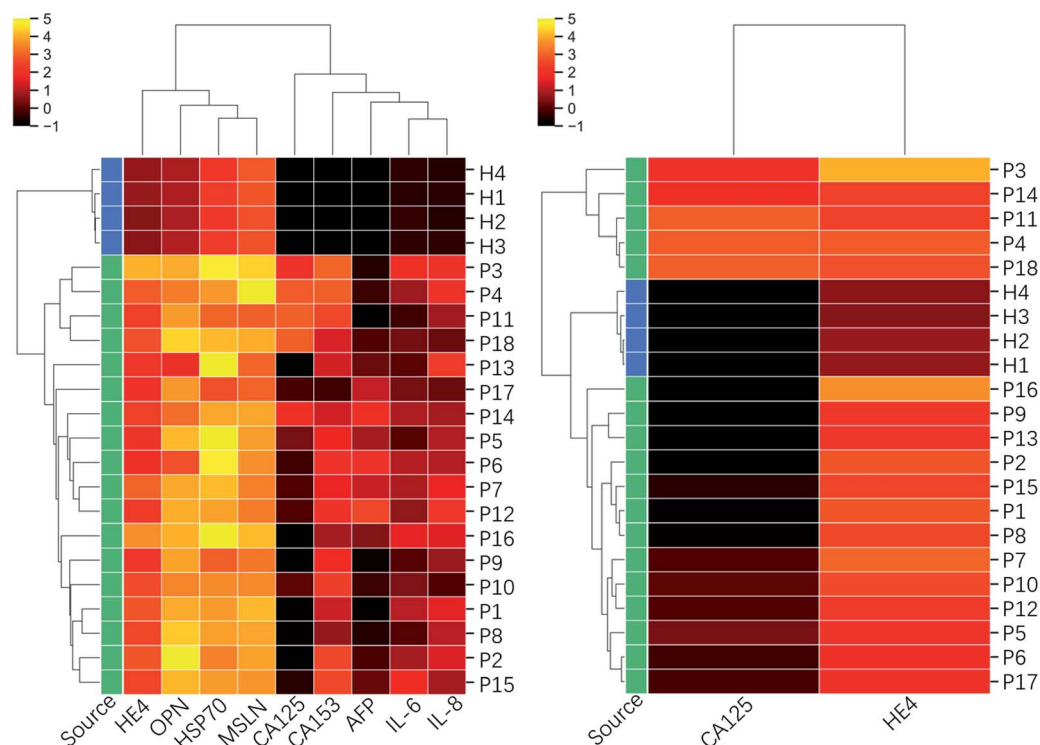 5
4
3
2
1
0
−1
H4
H1
H2
H3
P3
P4
P11
P18
P13
P17
P14
P5
P6
P7
P12
P16
P9
P10
P1
P8
P2
P15
Source
HE4
OPN
HSP70
MSLN
CA125
CA153
AFP
IL-6
IL-8
5
4
3
2
1
0
−1
P3
P14
P11
P4
P18
H4
H3
H2
H1
P16
P9
P13
P2
P15
P1
P8
P7
P10
P12
P5
P6
P17
Source
CA125
HE4